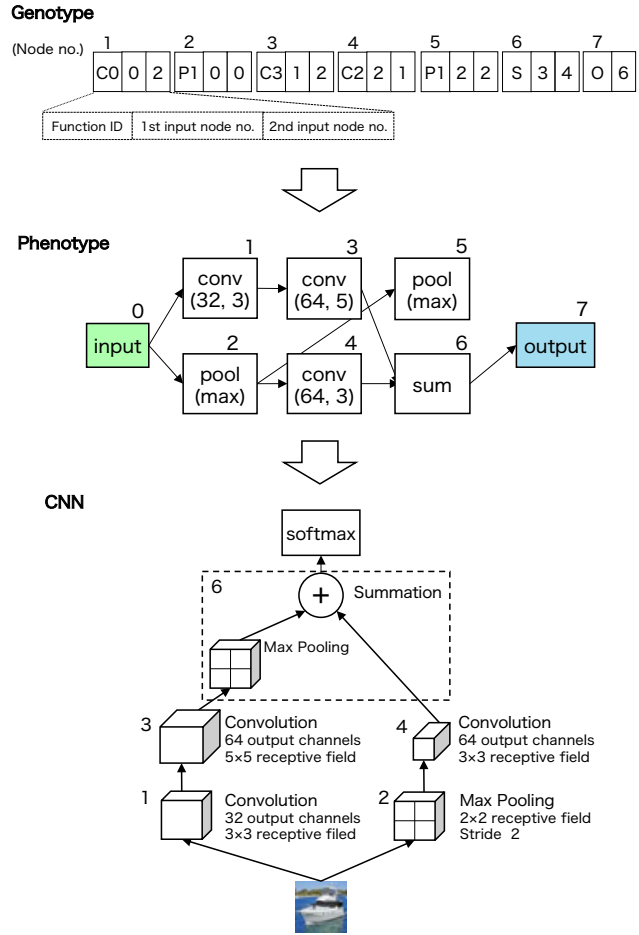 Genotype
(Node no.)
1 2 3 4 5 6 7
C0 0 2 P1 0 0 C3 1 2 C2 2 1 P1 2 2 S 3 4 O 6
Function ID 1st input node no. 2nd input node no.
Phenotype
1 3 5
conv (32, 3)
conv (64, 5)
pool (max)
0 7
input
output
2 4 6
pool (max)
conv (64, 3)
sum
CNN
softmax
6
+
Summation
Max Pooling
3
Convolution
64 output channels
5×5 receptive field
4
Convolution
64 output channels
3×3 receptive field
1
Convolution
32 output channels
3×3 receptive filed
2
Max Pooling
2×2 receptive field
Stride 2